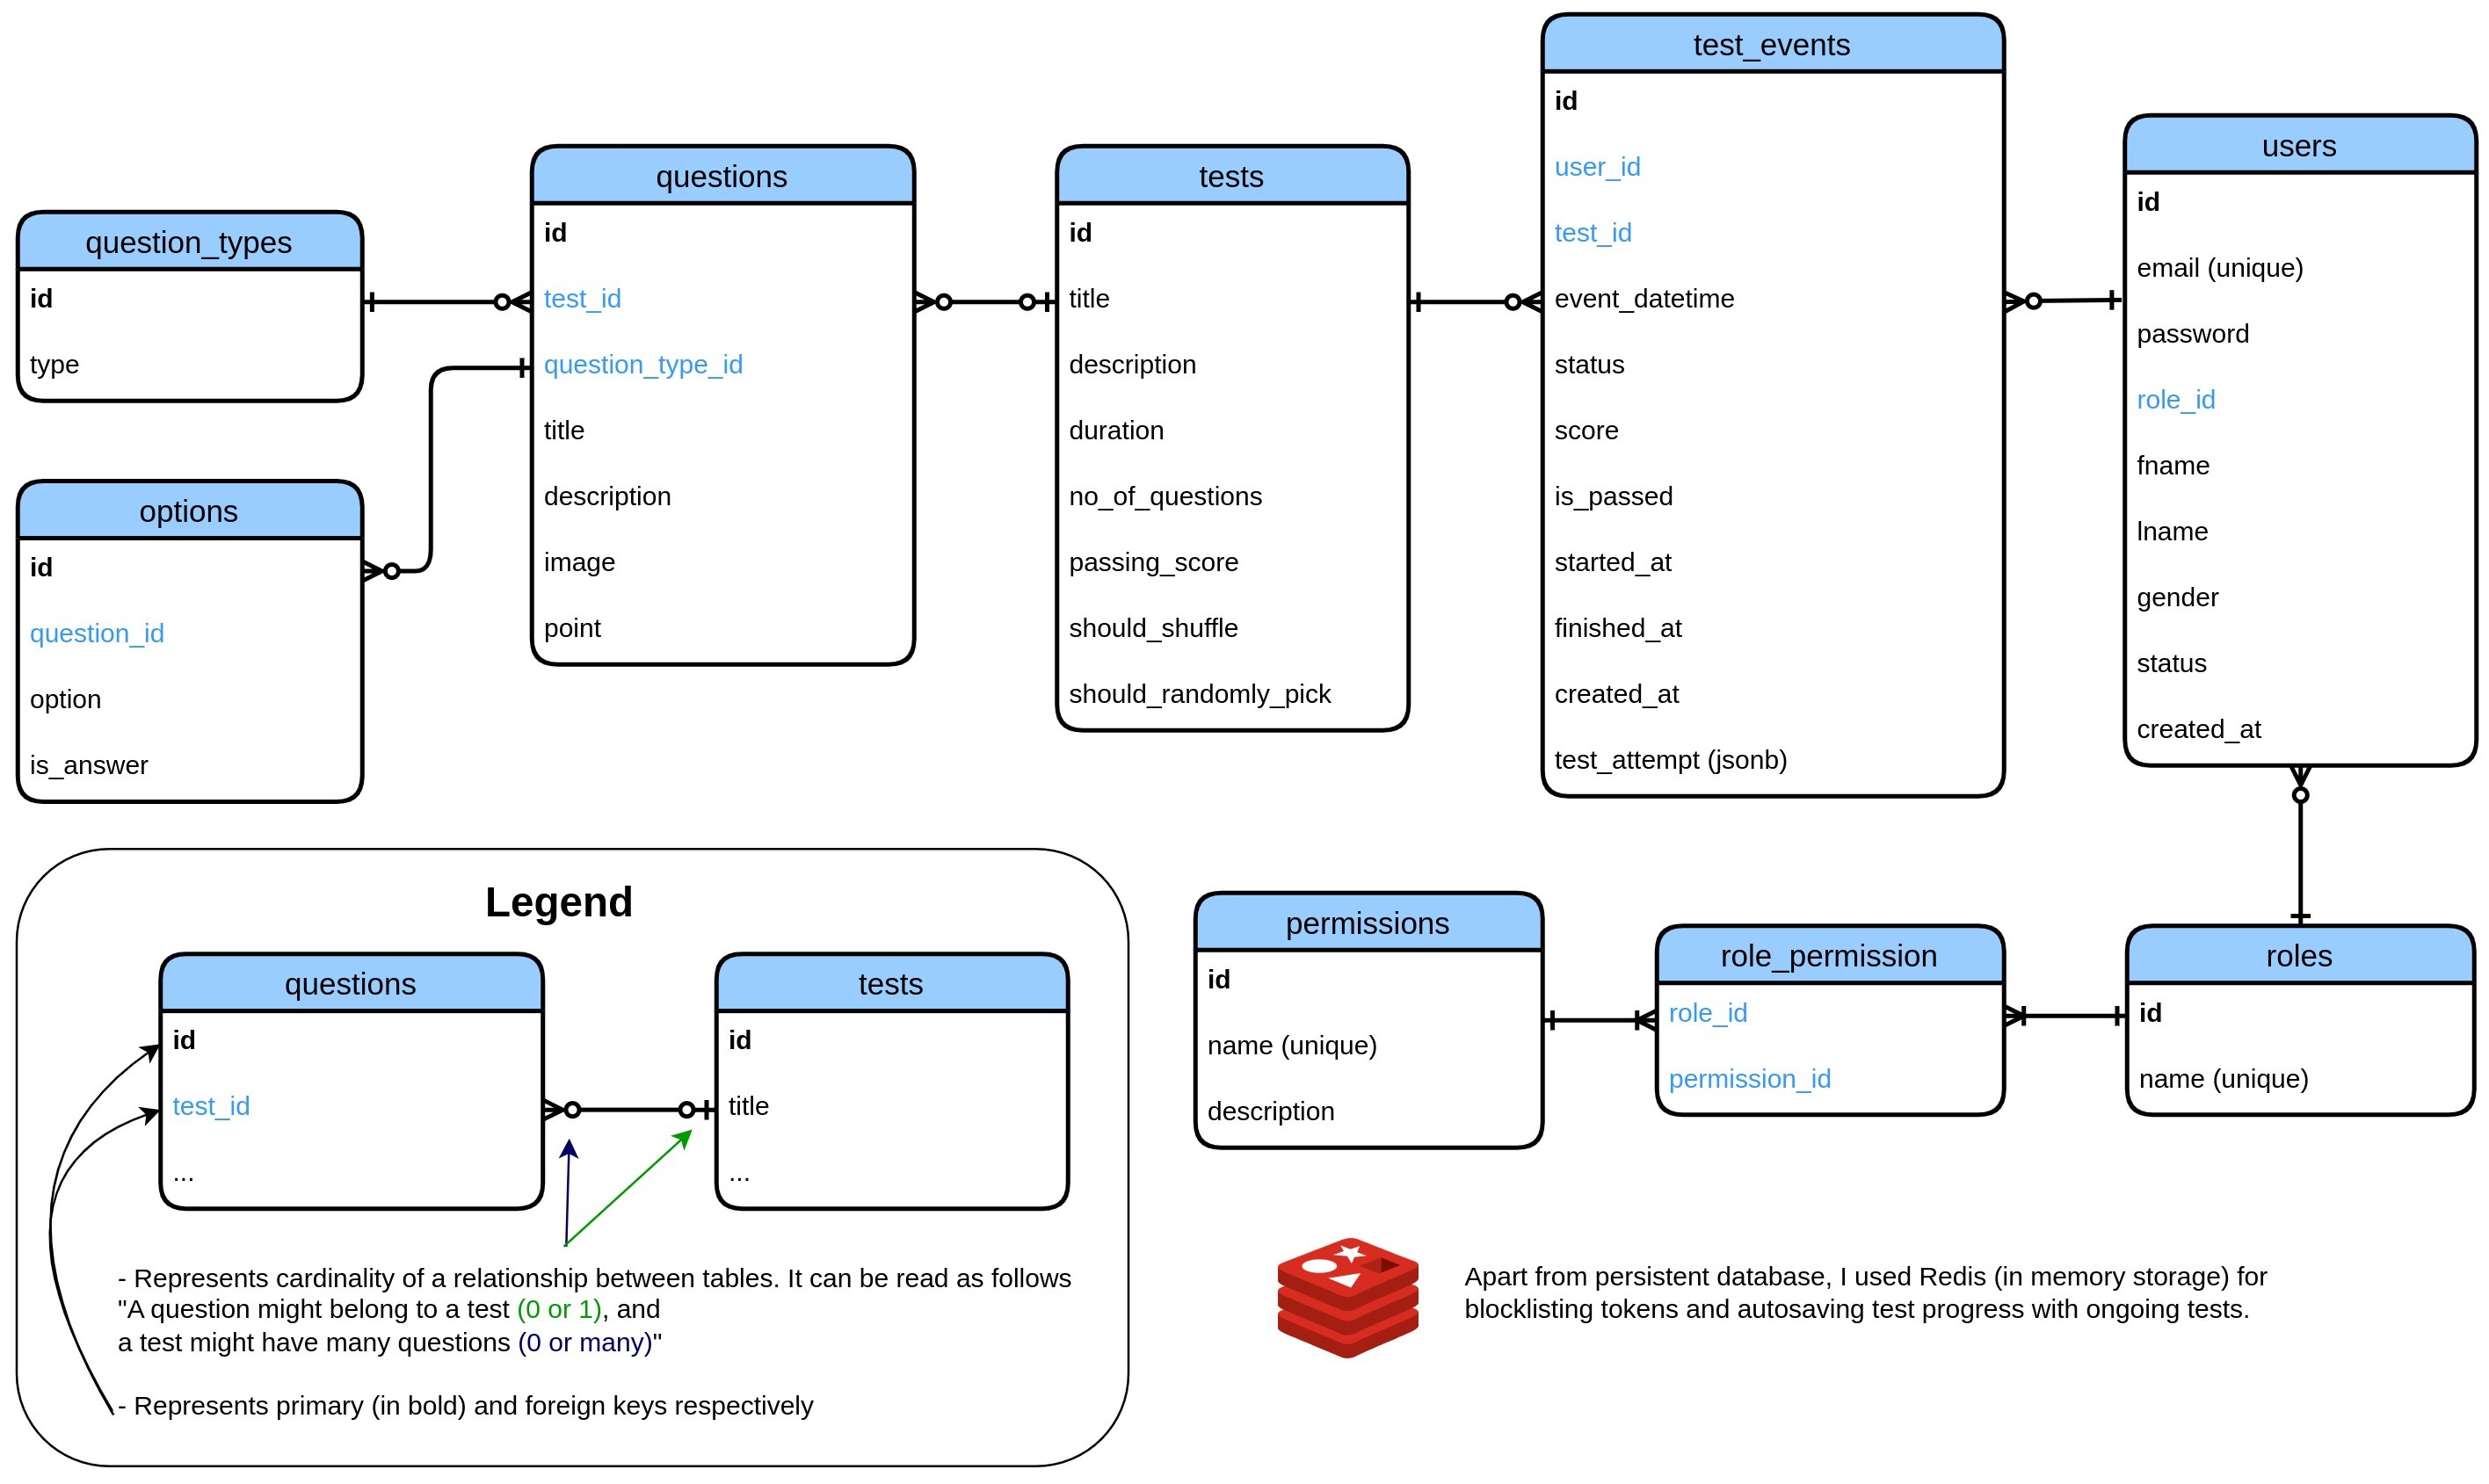 question_types
id
type
options
id
question_id
option
is_answer
questions
id
test_id
question_type_id
title
description
image
point
tests
id
title
description
duration
no_of_questions
passing_score
should_shuffle
should_randomly_pick
test_events
id
user_id
test_id
event_datetime
status
score
is_passed
started_at
finished_at
created_at
test_attempt (jsonb)
users
id
email (unique)
password
role_id
fname
lname
gender
status
created_at
Legend
questions
id
test_id
...
tests
id
title
...
- Represents cardinality of a relationship between tables. It can be read as follows
"A question might belong to a test (0 or 1), and
a test might have many questions (0 or many)"
- Represents primary (in bold) and foreign keys respectively
permissions
id
name (unique)
description
role_permission
role_id
permission_id
roles
id
name (unique)
Apart from persistent database, I used Redis (in memory storage) for
blocklisting tokens and autosaving test progress with ongoing tests.